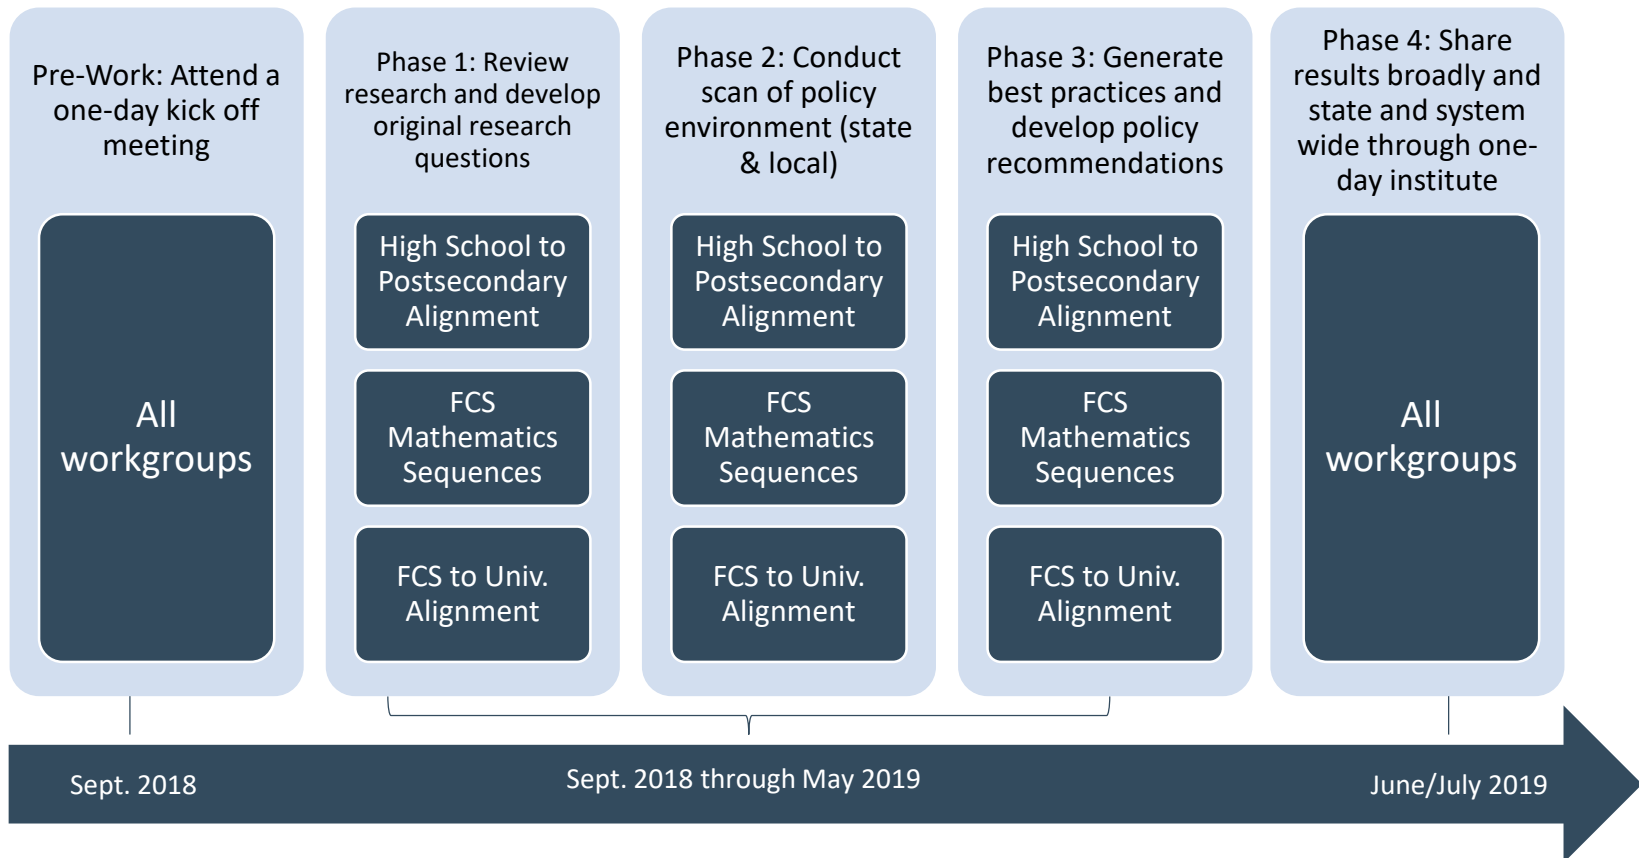 Pre-Work: Attend a
one-day kick off
meeting
All
workgroups
Phase 1: Review
research and develop
original research
questions
High School to
Postsecondary
Alignment
FCS
Mathematics
Sequences
FCS to Univ.
Alignment
Phase 2: Conduct
scan of policy
environment (state
& local)
High School to
Postsecondary
Alignment
FCS
Mathematics
Sequences
FCS to Univ.
Alignment
Phase 3: Generate
best practices and
develop policy
recommendations
High School to
Postsecondary
Alignment
FCS
Mathematics
Sequences
FCS to Univ.
Alignment
Phase 4: Share
results broadly and
state and system
wide through one-
day institute
All
workgroups
Sept. 2018
Sept. 2018 through May 2019
June/July 2019